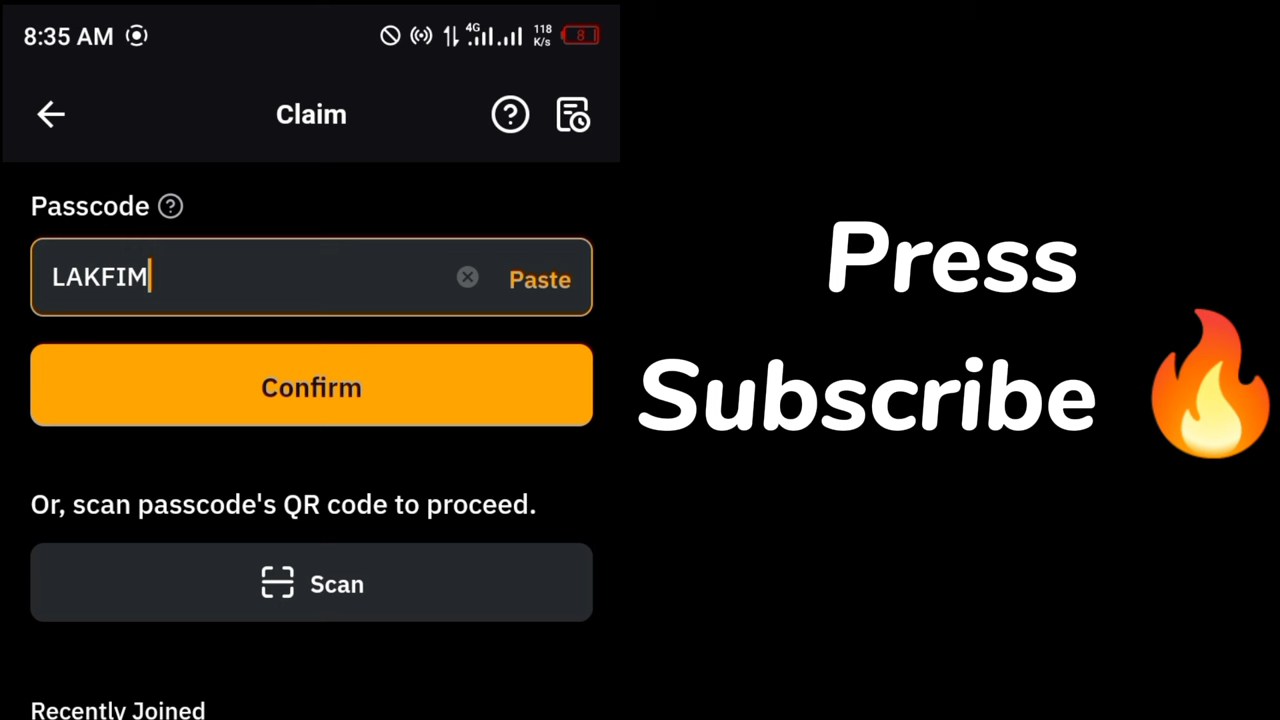 8:35 AM
4G 118 K/s 8
Claim
Passcode
LAKFIM
Paste
Confirm
Or, scan passcode's QR code to proceed.
Scan
Recently Joined
Press
Subscribe